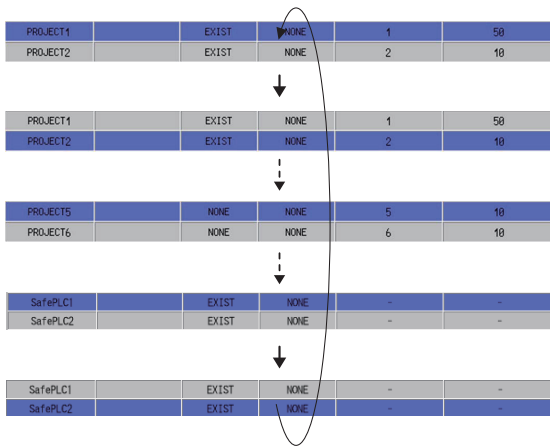 PROJECT1 EXIST NONE 1 50
PROJECT2 EXIST NONE 2 10
PROJECT1 EXIST NONE 1 50
PROJECT2 EXIST NONE 2 10
PROJECT5 NONE NONE 5 10
PROJECT6 NONE NONE 6 10
SafePLC1 EXIST NONE - -
SafePLC2 EXIST NONE - -
SafePLC1 EXIST NONE - -
SafePLC2 EXIST NONE - -